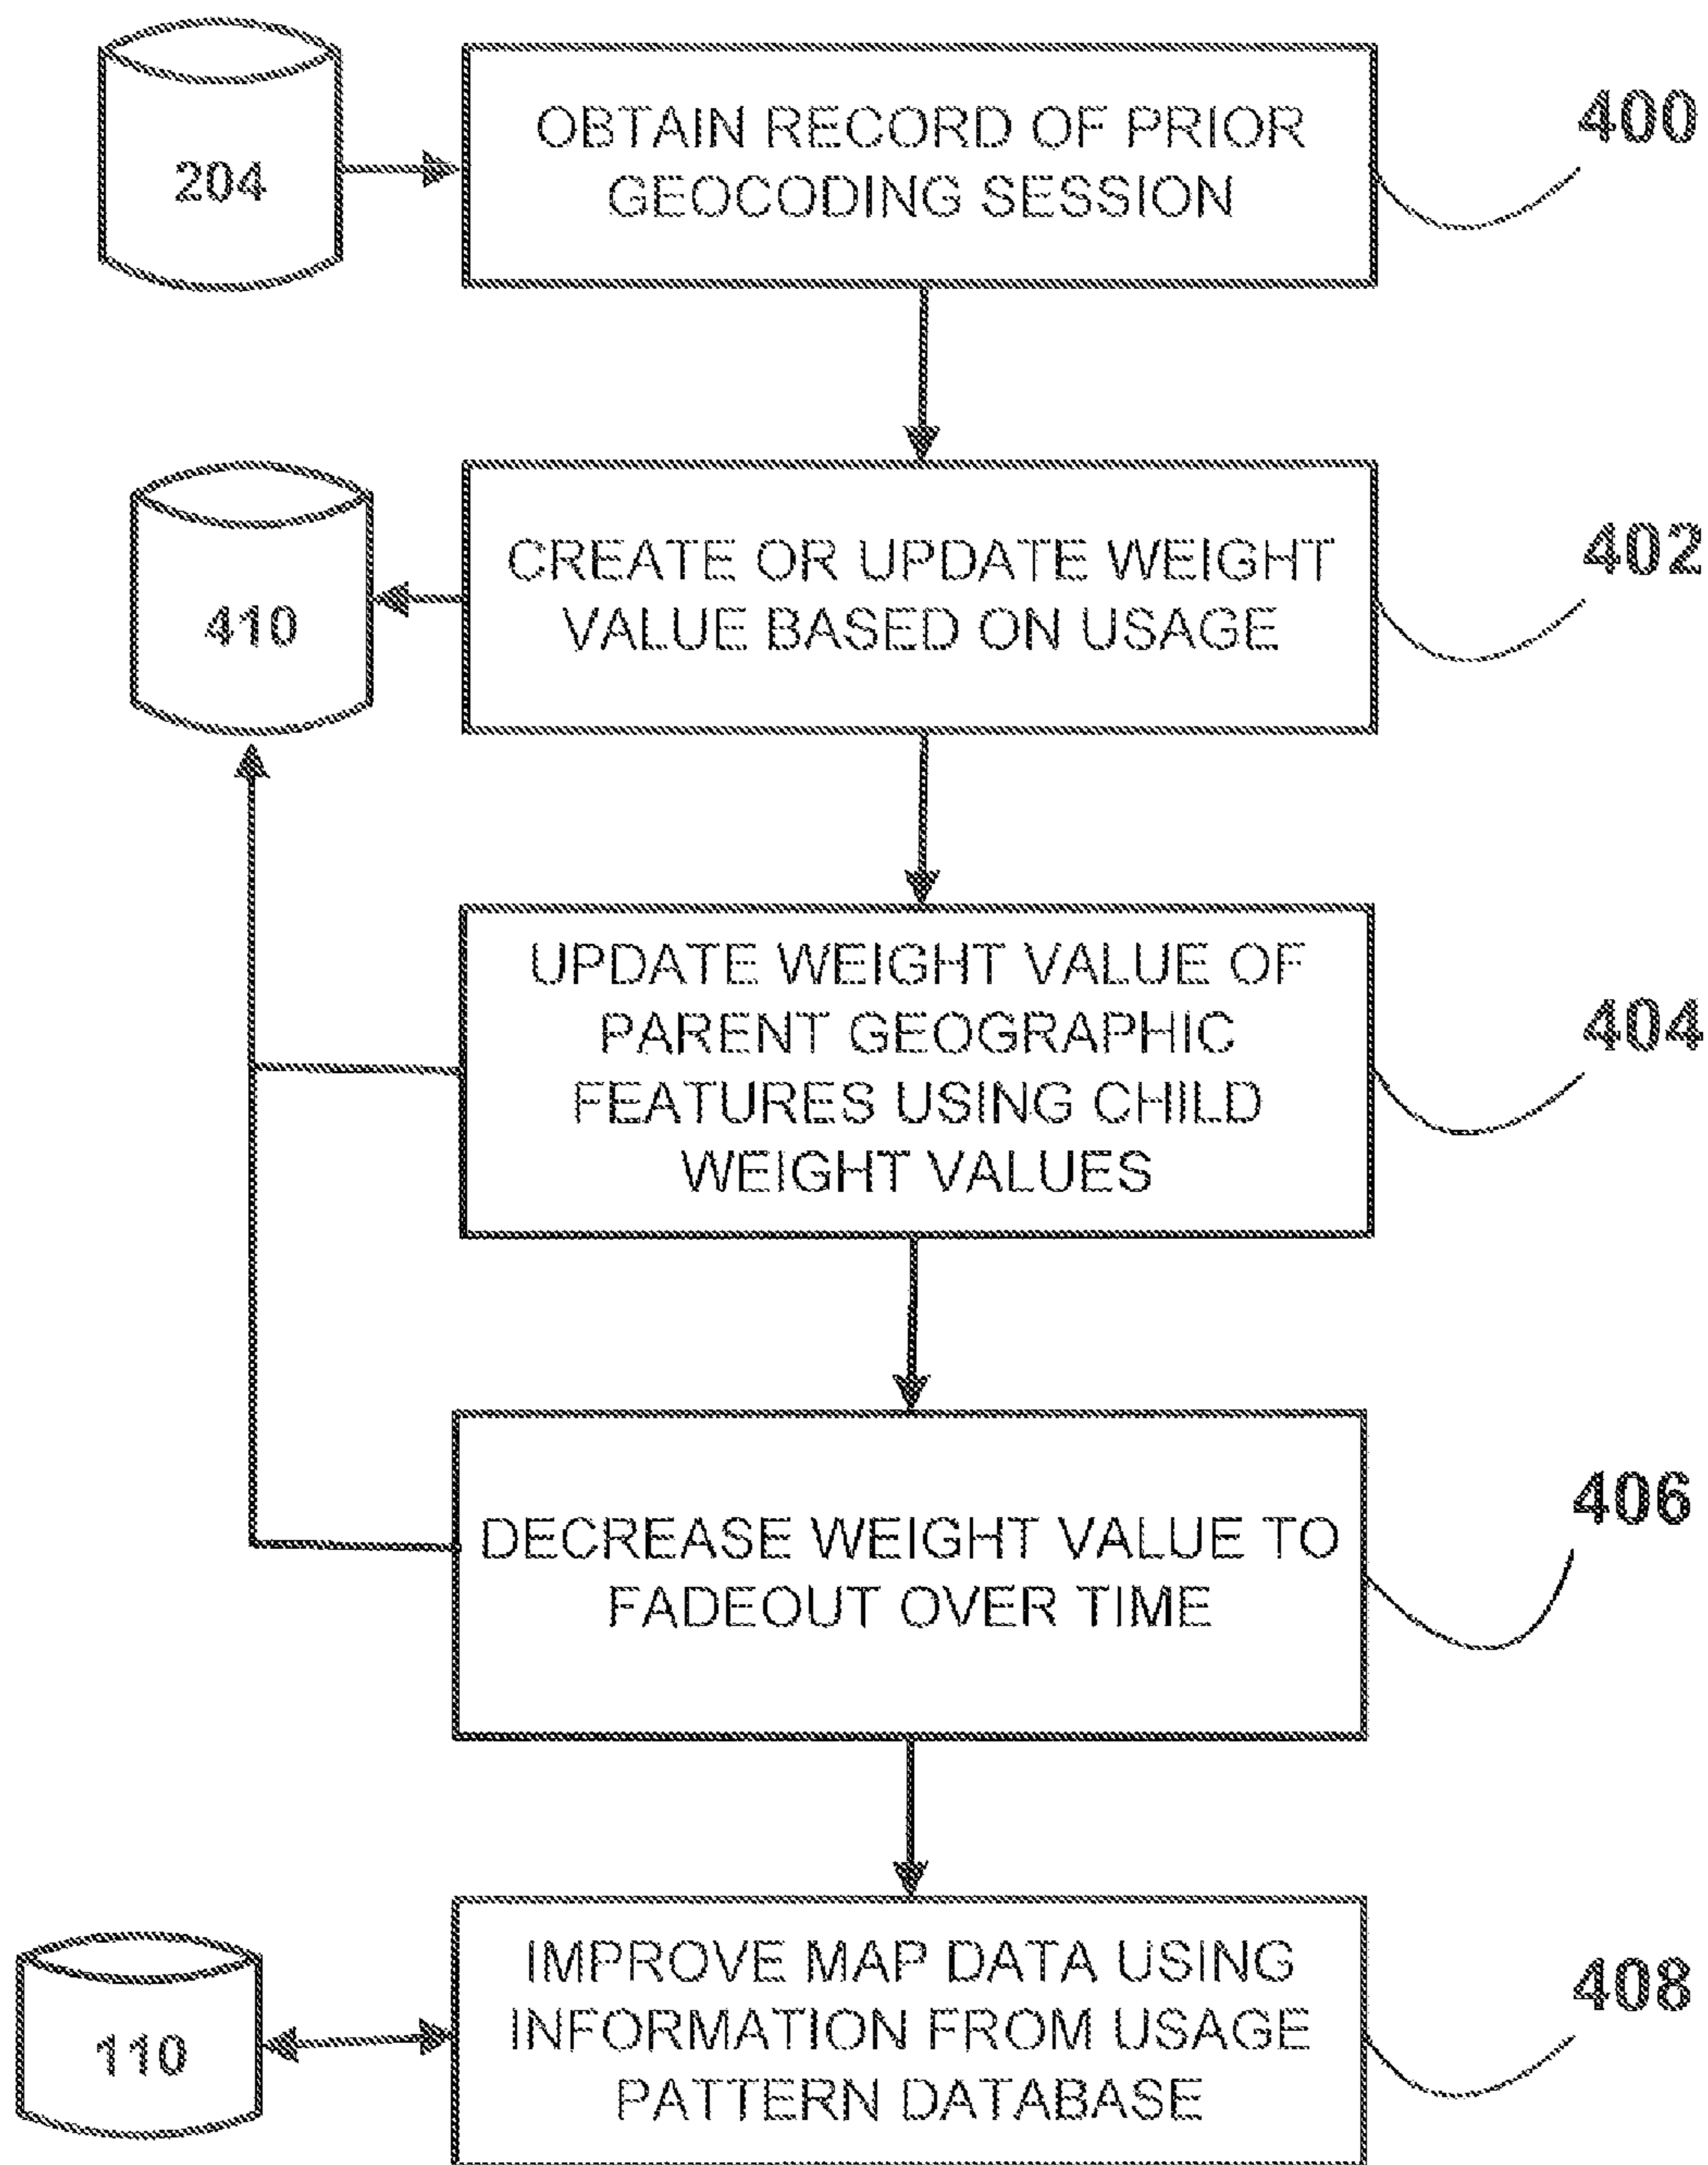 204
OBTAIN RECORD OF PRIOR
GEOCODING SESSION
400
410
CREATE OR UPDATE WEIGHT
VALUE BASED ON USAGE
402
UPDATE WEIGHT VALUE OF
PARENT GEOGRAPHIC
FEATURES USING CHILD
WEIGHT VALUES
404
DECREASE WEIGHT VALUE TO
FADEOUT OVER TIME
406
110
IMPROVE MAP DATA USING
INFORMATION FROM USAGE
PATTERN DATABASE
408